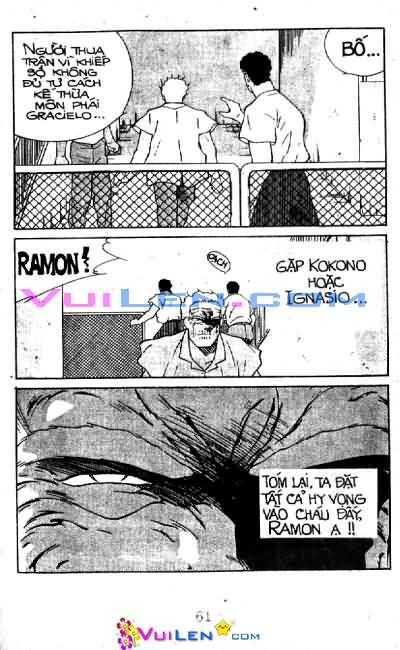 NGƯỜI THUA
TRẬN VÌ KHIẾP
SỢ KHÔNG
ĐỦ TƯ CÁCH
KẾ THỪA
MÔN PHÁI
GRACIELO...
BỐ...
RAMON!
GẶP KOKONO
HOẶC
IGNASIO...
VuiLen.com
TÓM LẠI, TA ĐẶT
TẤT CẢ HY VỌNG
VÀO CHÁU ĐẤY,
RAMON Ạ!!
61
VuiLen.com